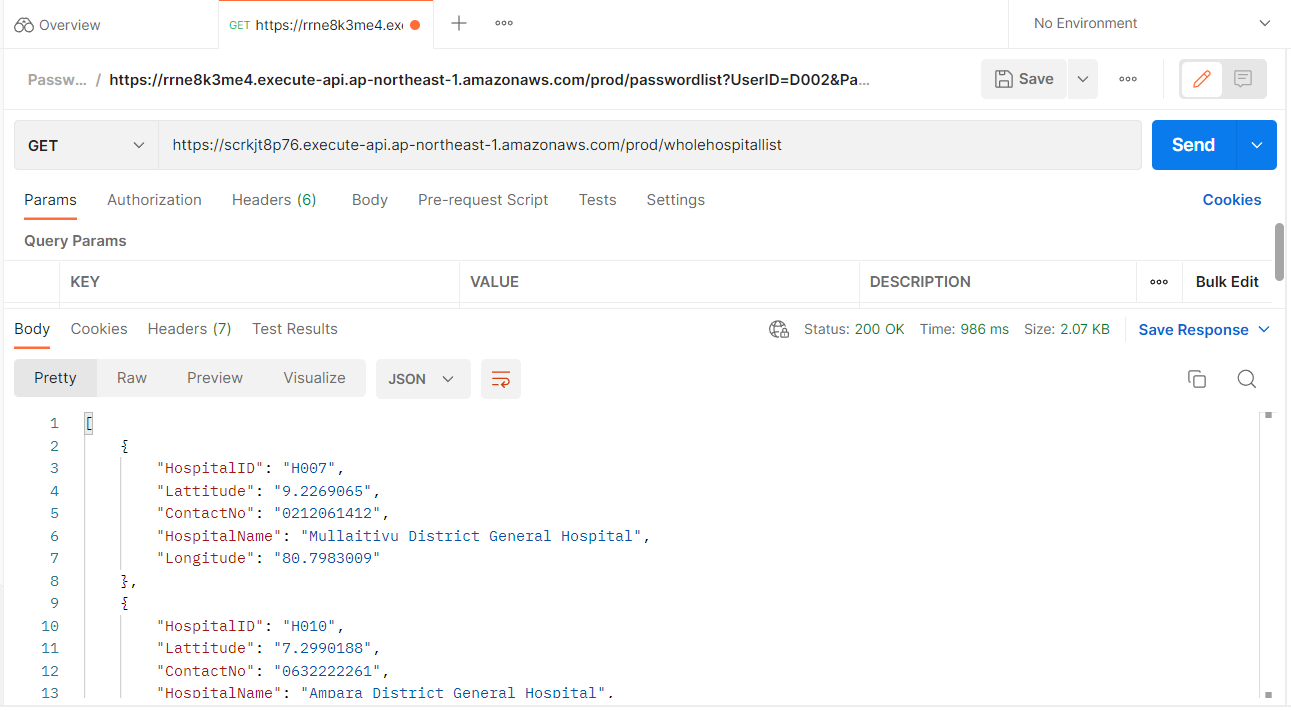 Overview
GET https://rrne8k3me4.exe
No Environment
Passw... / https://rrne8k3me4.execute-api.ap-northeast-1.amazonaws.com/prod/passwordlist?UserID=D002&Pa...
Save
GET https://scrkjt8p76.execute-api.ap-northeast-1.amazonaws.com/prod/wholehospitallist Send
Params Authorization Headers (6) Body Pre-request Script Tests Settings Cookies
Query Params
KEY VALUE DESCRIPTION Bulk Edit
Body Cookies Headers (7) Test Results Status: 200 OK Time: 986 ms Size: 2.07 KB Save Response
Pretty Raw Preview Visualize JSON
1 [
2 {
3 "HospitalID": "H007",
4 "Lattitude": "9.2269065",
5 "ContactNo": "0212061412",
6 "HospitalName": "Mullaitivu District General Hospital",
7 "Longitude": "80.7983009"
8 },
9 {
10 "HospitalID": "H010",
11 "Lattitude": "7.2990188",
12 "ContactNo": "0632222261",
13 "HospitalName": "Ampara District General Hospital",